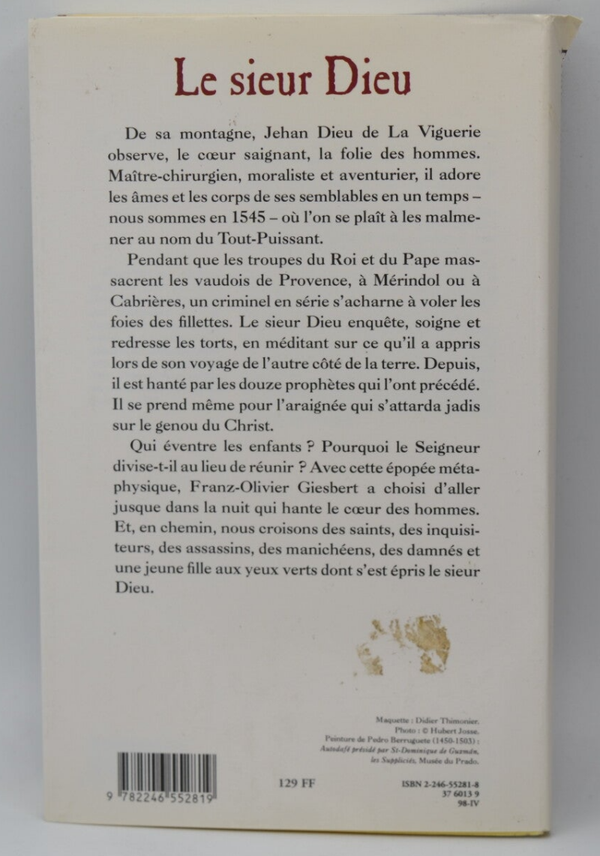 Le sieur Dieu
De sa montagne, Jehan Dieu de La Viguerie
observe, le cœur saignant, la folie des hommes.
Maître-chirurgien, moraliste et aventurier, il adore
les âmes et les corps de ses semblables en un temps –
nous sommes en 1545 – où l'on se plaît à les malme-
ner au nom du Tout-Puissant.
Pendant que les troupes du Roi et du Pape mas-
sacrent les vaudois de Provence, à Mérindol ou à
Cabrières, un criminel en série s'acharne à voler les
foies des fillettes. Le sieur Dieu enquête, soigne et
redresse les torts, en méditant sur ce qu'il a appris
lors de son voyage de l'autre côté de la terre. Depuis,
il est hanté par les douze prophètes qui l'ont précédé.
Il se prend même pour l'araignée qui s'attarda jadis
sur le genou du Christ.
Qui éventre les enfants ? Pourquoi le Seigneur
divise-t-il au lieu de réunir ? Avec cette épopée méta-
physique, Franz-Olivier Giesbert a choisi d'aller
jusque dans la nuit qui hante le cœur des hommes.
Et, en chemin, nous croisons des saints, des inquisi-
teurs, des assassins, des manichéens, des damnés et
une jeune fille aux yeux verts dont s'est épris le sieur
Dieu.
Maquette : Didier Thimonier.
Photo : © Hubert Josse.
Peinture de Pedro Berruguete (1450-1503) :
Autodafé présidé par St-Dominique de Guzmán,
les Suppliciés, Musée du Prado.
9 782246 552819
129 FF
ISBN 2-246-55281-8
37 6013 9
98-IV